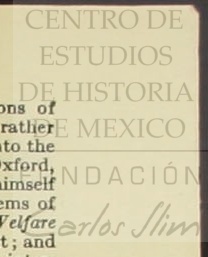 CENTRO DE
ESTUDIOS
DE HISTORIA
DE MEXICO
FUNDACIÓN
Carlos Slim
ons of
rather
to the
Oxford,
himself
ems of
Welfare
t; and